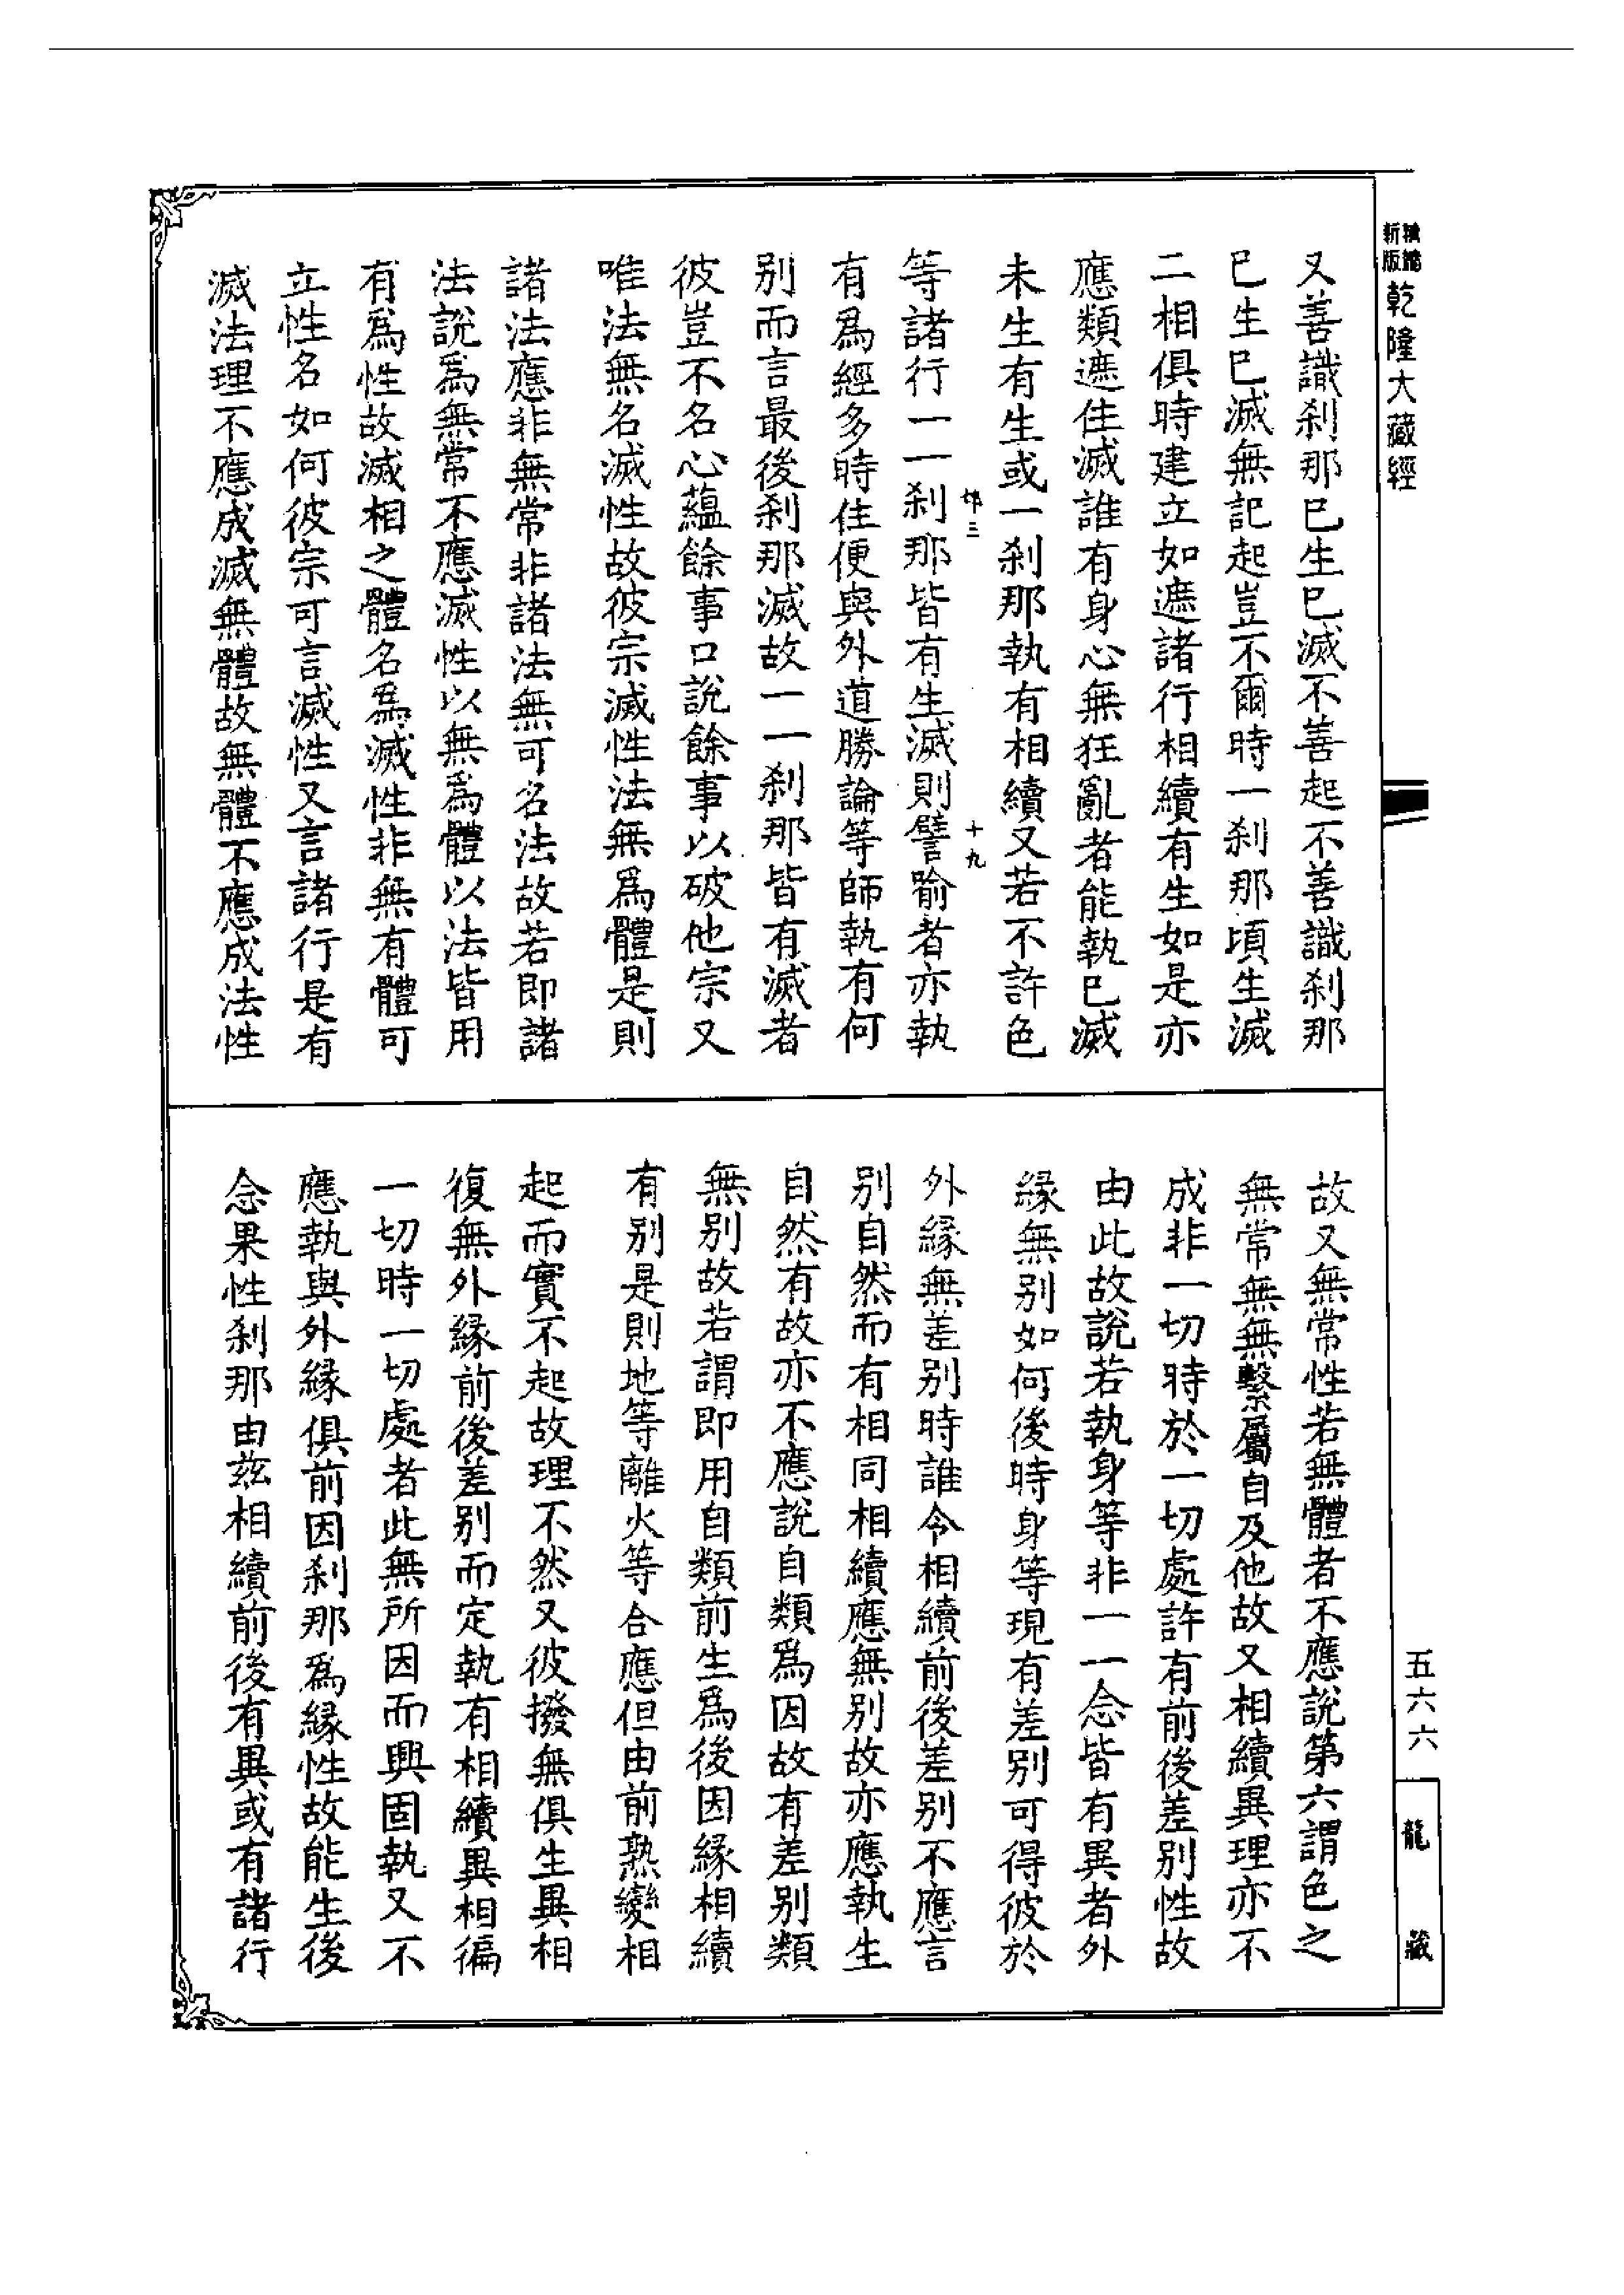 新版
乾隆大藏經
又善識刹那已生已滅不善起不善識刹那
已生已滅無記起豈不爾時一刹那頃生滅
二相俱時建立如遮諸行相續有生如是亦
應類遮住滅誰有身心無狂亂者能執已滅
未生有生或一刹那執有相續又若不許色
十九
等諸行一一刹那皆有生滅則譬喻者亦執
有爲經多時住便與外道勝論等師執有何
别而言最後刹那滅故一一刹那皆有滅者
彼豈不名心蘊餘事口說餘事以破他宗又
唯法無名滅性故彼宗滅性法無爲體是則
諸法應非無常非諸法無可名法故若即諸
法說爲無常不應滅性以無爲體以法皆用
有爲性故滅相之體名爲滅性非無有體可
立性名如何彼宗可言滅性又言諸行是有
滅法理不應成滅無體故無體不應成法性
故又無常性若無體者不應說第六謂色之
無常無無繫屬自及他故又相續異理亦不
成非一切時於一切處許有前後差别性故
由此故說若執身等非一一念皆有異者外
緣無别如何後時身等現有差别可得彼於
外緣無差别時誰令相續前後差别不應言
别自然而有相同相續應無别故亦應執生
自然有故亦不應說自類爲因故有差别類
無别故若謂即用自類前生爲後因緣相續
有别是則地等離火等合應但由前熟變相
起而實不起故理不然又彼撥無俱生異相
復無外緣前後差别而定執有相續異相徧
一切時一切處者此無所因而興固執又不
應執與外緣俱前因刹那爲緣性故能生後
念果性刹那由茲相續前後有異或有諸行
五六六
龍藏